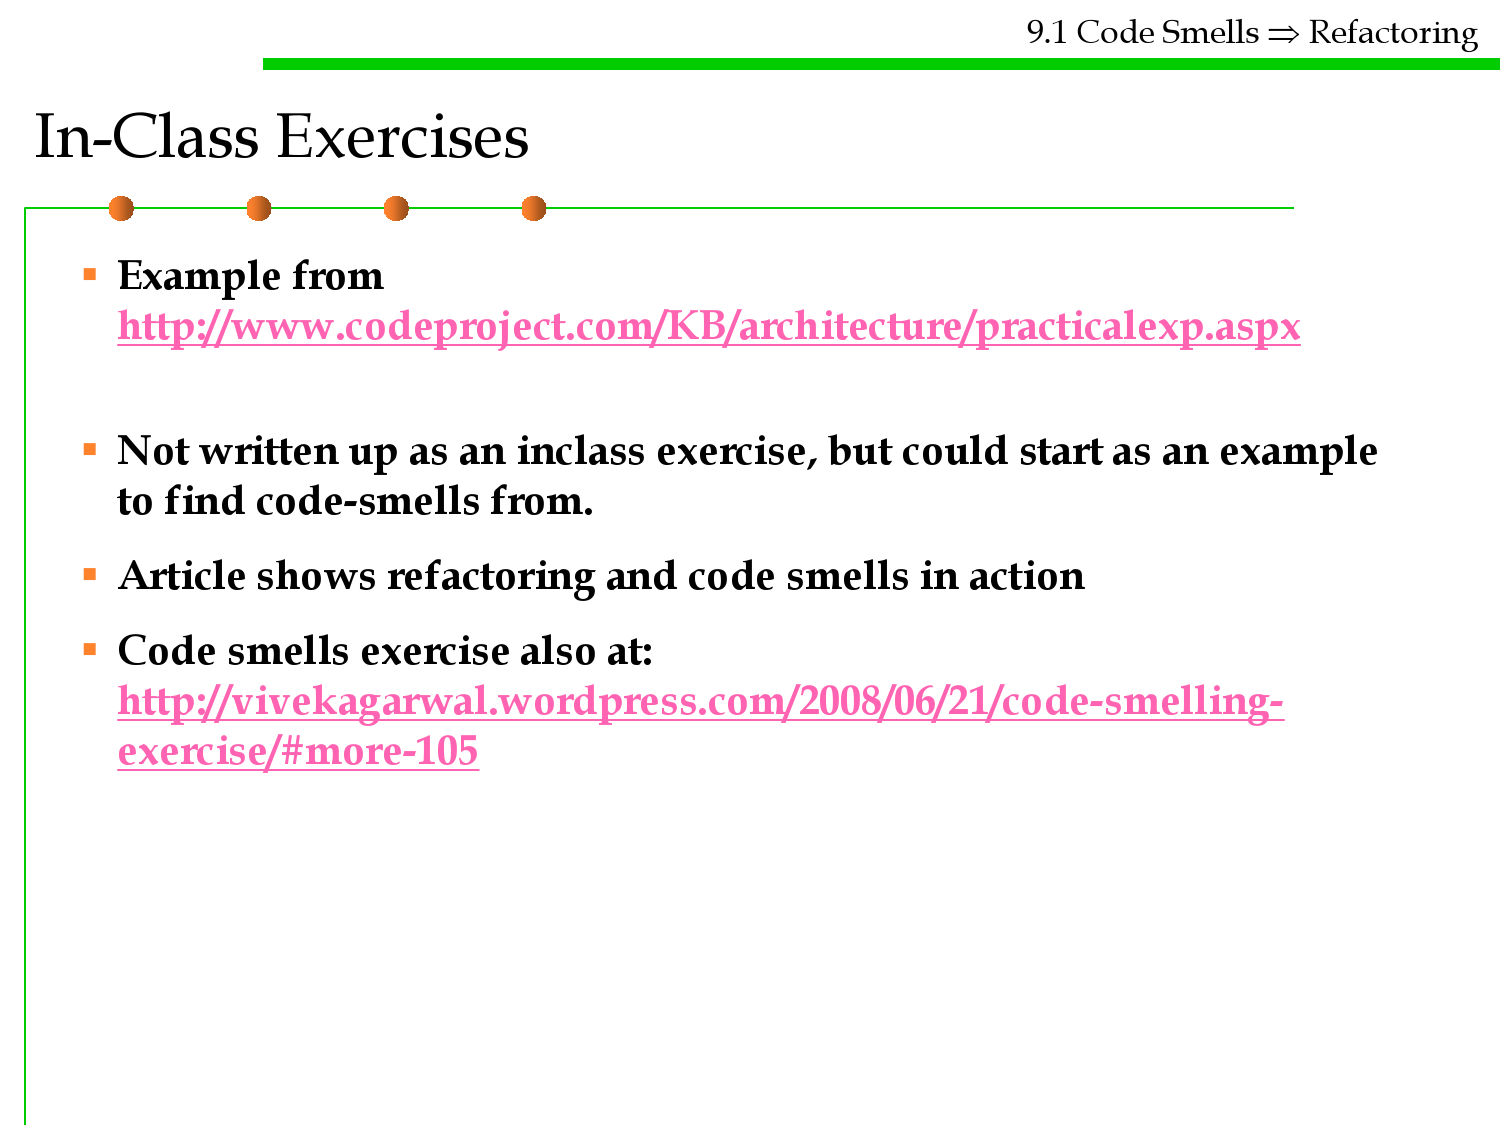 9.1 Code Smells ⇒ Refactoring
In-Class Exercises
Example from
http://www.codeproject.com/KB/architecture/practicalexp.aspx
Not written up as an inclass exercise, but could start as an example
to find code-smells from.
Article shows refactoring and code smells in action
Code smells exercise also at:
http://vivekagarwal.wordpress.com/2008/06/21/code-smelling-
exercise/#more-105